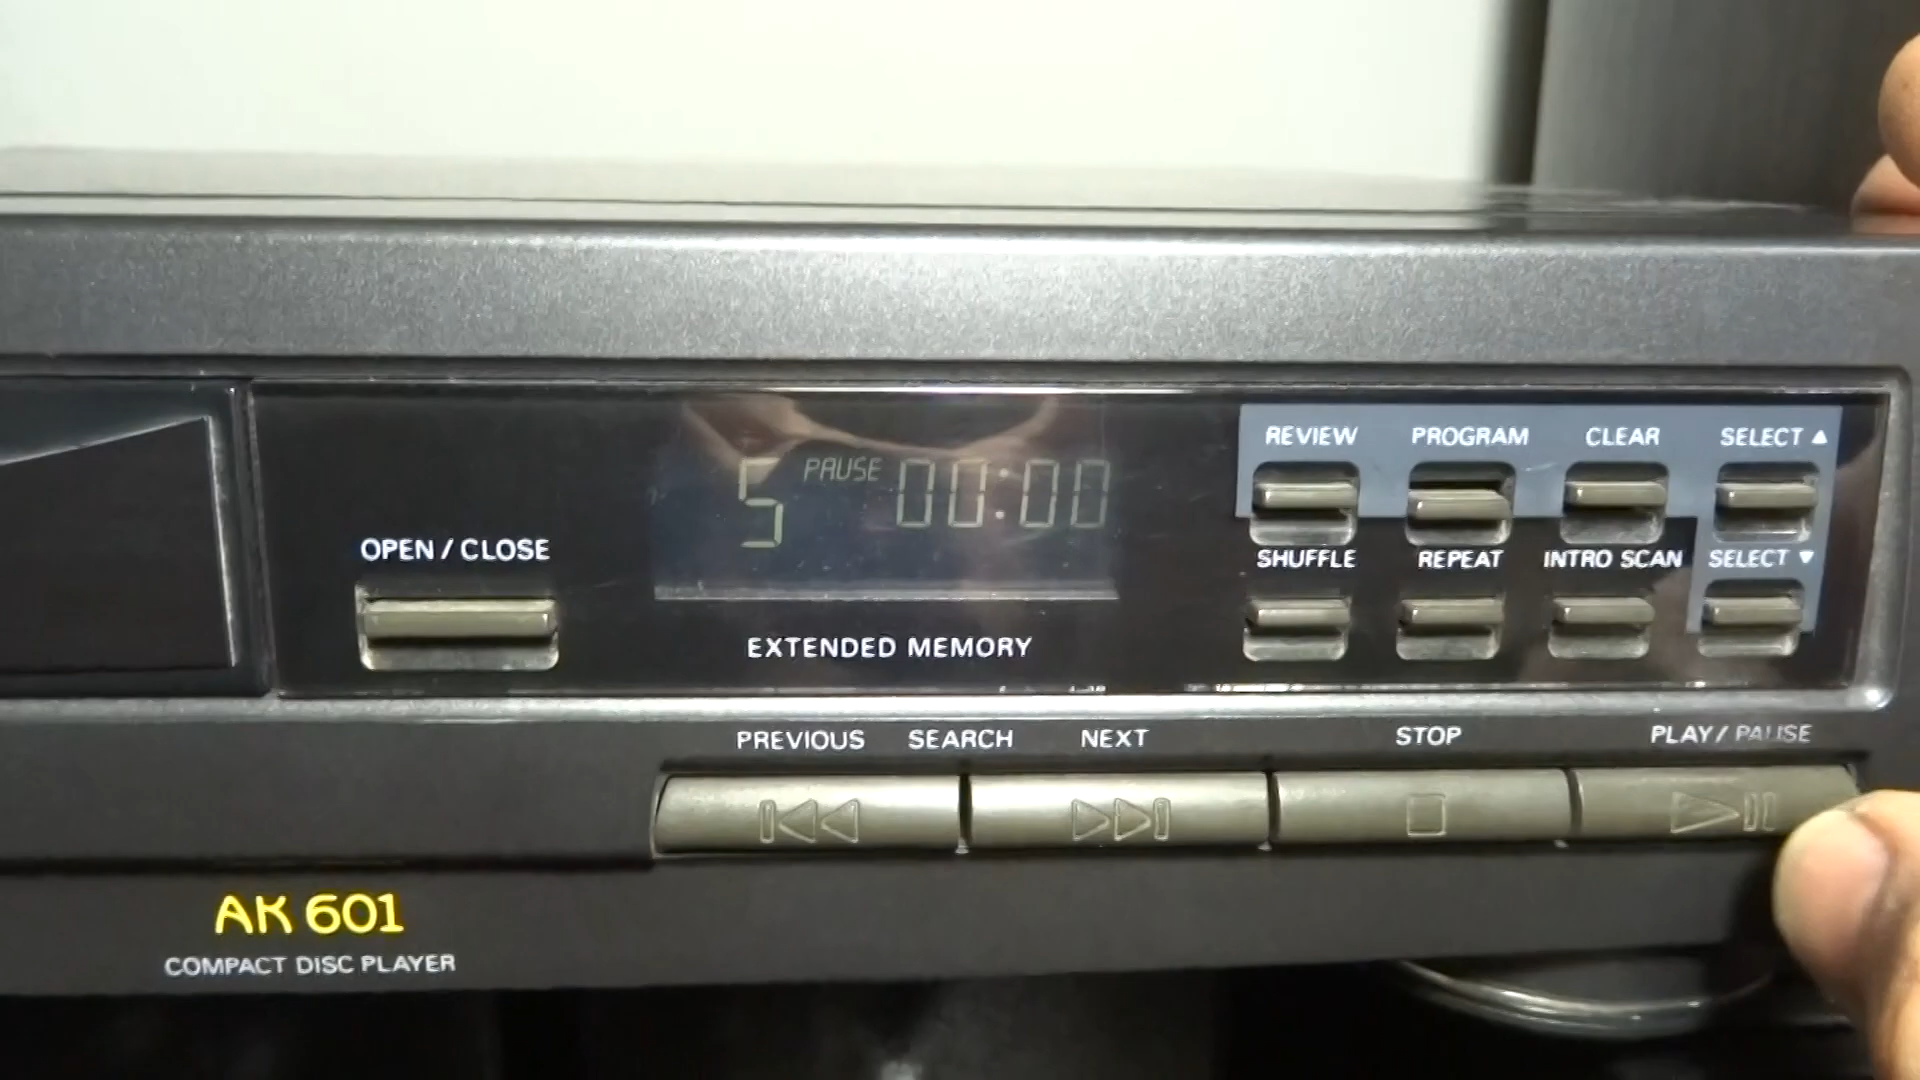 REVIEW PROGRAM CLEAR SELECT ▲
5 PAUSE 00:00
OPEN / CLOSE
SHUFFLE REPEAT INTRO SCAN SELECT ▼
EXTENDED MEMORY
PREVIOUS SEARCH NEXT STOP PLAY / PAUSE
AK 601
COMPACT DISC PLAYER